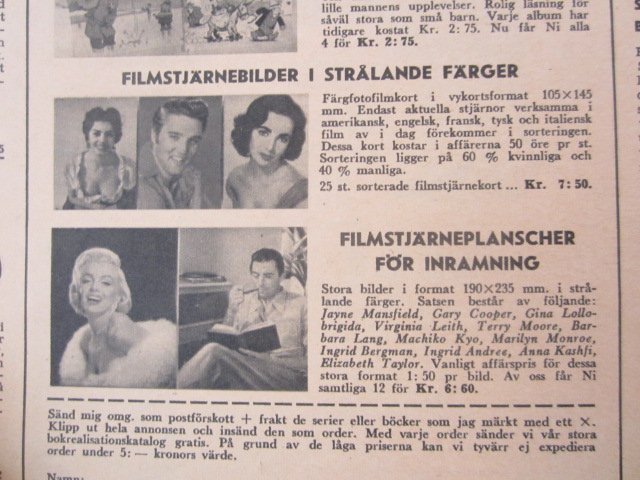 lille mannens upplevelser. Rolig läsning för
såväl stora som små barn. Varje album har
tidigare kostat Kr. 2: 75. Nu får Ni alla
4 för Kr. 2: 75.
FILMSTJÄRNEBILDER I STRÅLANDE FÄRGER
Färgfotofilmkort i vykortsformat 105×145
mm. Endast aktuella stjärnor verksamma i
amerikansk, engelsk, fransk, tysk och italiensk
film av i dag förekommer i sorteringen.
Dessa kort kostar i affärerna 50 öre pr st.
Sorteringen ligger på 60 % kvinnliga och
40 % manliga.
25 st. sorterade filmstjärnekort ... Kr. 7: 50.
FILMSTJÄRNEPLANSCHER
FÖR INRAMNING
Stora bilder i format 190×235 mm. i strå-
lande färger. Satsen består av följande:
Jayne Mansfield, Gary Cooper, Gina Lollo-
brigida, Virginia Leith, Terry Moore, Bar-
bara Lang, Machiko Kyo, Marilyn Monroe,
Ingrid Bergman, Ingrid Andree, Anna Kashfi,
Elizabeth Taylor. Vanligt affärspris för dessa
stora format 1: 50 pr bild. Av oss får Ni
samtliga 12 för Kr. 6: 60.
Sänd mig omg. som postförskott + frakt de serier eller böcker som jag märkt med ett ×.
Klipp ut hela annonsen och insänd den som order. Med varje order sänder vi vår stora
bokrealisationskatalog gratis. På grund av de låga priserna kan vi tyvärr ej expediera
order under 5: — kronors värde.
Namn: